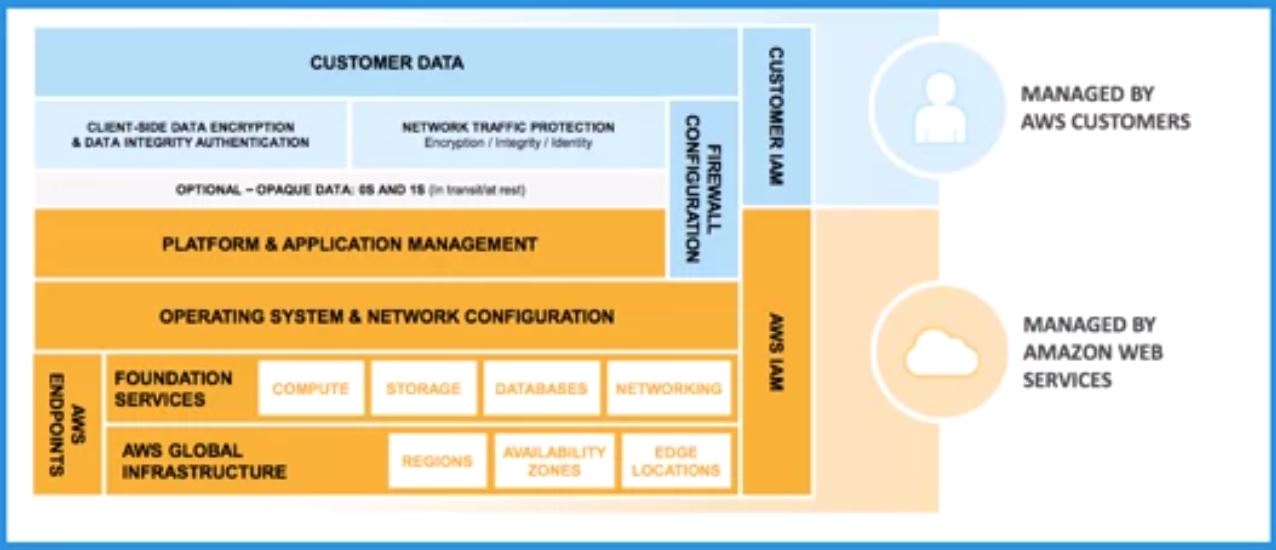 CUSTOMER DATA
CUSTOMER IAM
CLIENT-SIDE DATA ENCRYPTION
& DATA INTEGRITY AUTHENTICATION
NETWORK TRAFFIC PROTECTION
Encryption / Integrity / Identity
FIREWALL
CONFIGURATION
OPTIONAL – OPAQUE DATA: 0S AND 1S (in transit/at rest)
PLATFORM & APPLICATION MANAGEMENT
OPERATING SYSTEM & NETWORK CONFIGURATION
AWS IAM
AWS
ENDPOINTS
FOUNDATION
SERVICES
COMPUTE
STORAGE
DATABASES
NETWORKING
AWS GLOBAL
INFRASTRUCTURE
REGIONS
AVAILABILITY
ZONES
EDGE
LOCATIONS
MANAGED BY
AWS CUSTOMERS
MANAGED BY
AMAZON WEB
SERVICES